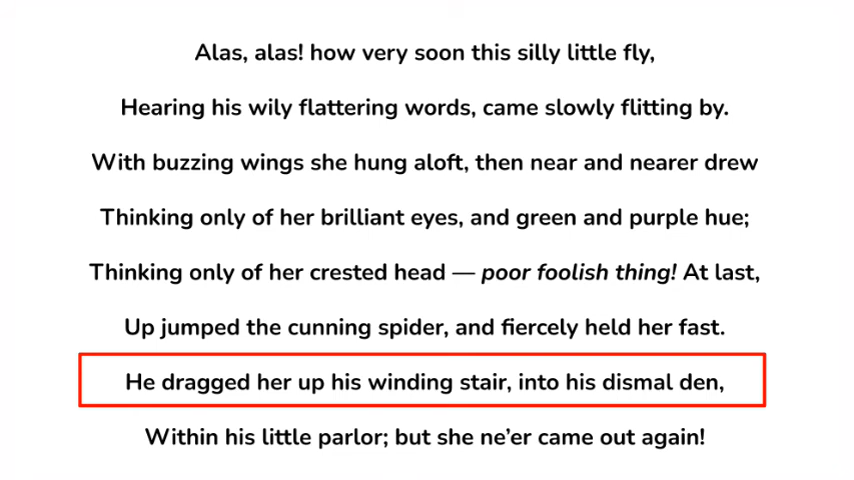 Alas, alas! how very soon this silly little fly,
Hearing his wily flattering words, came slowly flitting by.
With buzzing wings she hung aloft, then near and nearer drew
Thinking only of her brilliant eyes, and green and purple hue;
Thinking only of her crested head — poor foolish thing! At last,
Up jumped the cunning spider, and fiercely held her fast.
He dragged her up his winding stair, into his dismal den,
Within his little parlor; but she ne’er came out again!